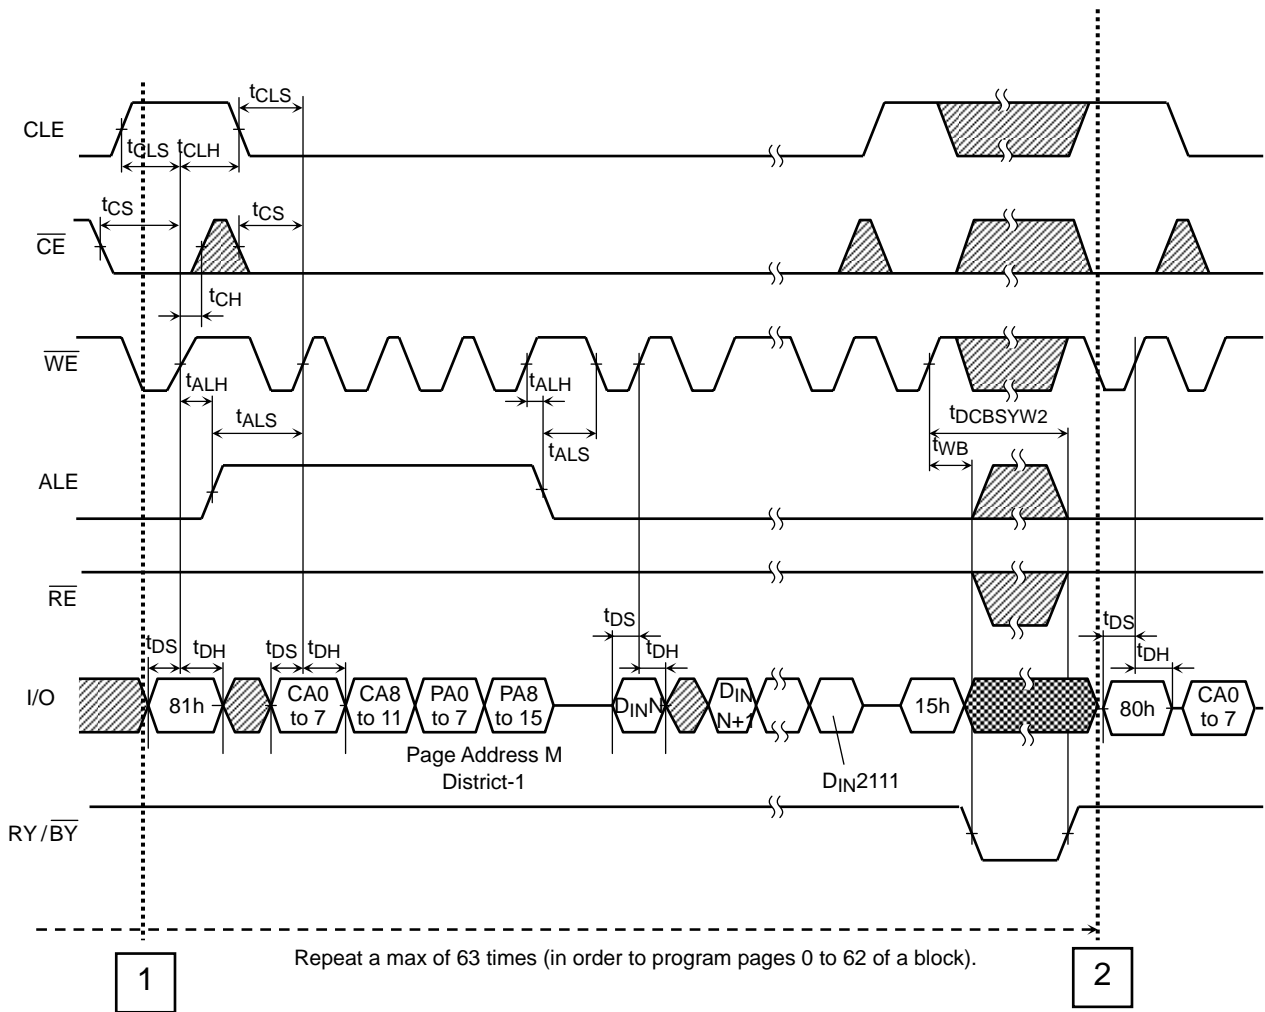 tCLS
CLE
tCLS tCLH
tCS tCS
CE
tCH
WE
tALH tALH
tDCBSYW2
tALS
tALS
tWB
ALE
RE
tDS
tDS tDH tDS tDH tDH
tDH
I/O
81h
CA0 to 7
CA8 to 11
PA0 to 7
PA8 to 15
DINN
DIN N+1
15h
80h
CA0 to 7
Page Address M
District-1
DIN2111
RY/BY
Repeat a max of 63 times (in order to program pages 0 to 62 of a block).
1
2